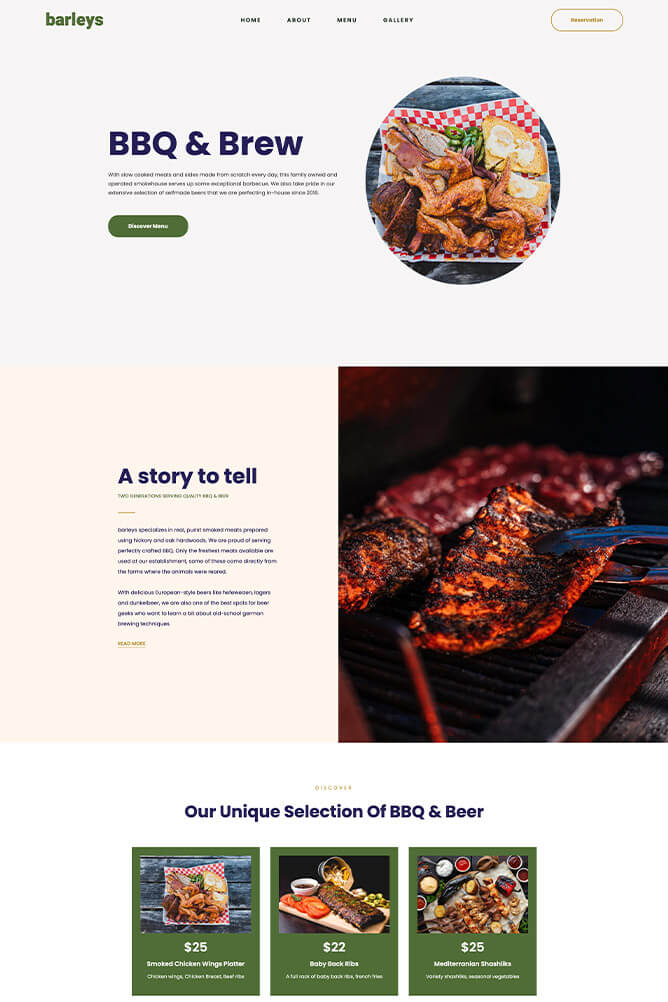 barleys
HOME ABOUT MENU GALLERY
Reservation
BBQ & Brew
With slow cooked meats and sides made from scratch every day, this family owned and
operated smokehouse serves up some exceptional barbecue. We also take pride in our
extensive selection of selfmade beers that we are perfecting in-house since 2016.
Discover Menu
A story to tell
TWO GENERATIONS SERVING QUALITY BBQ & BEER
barleys specializes in real, purist smoked meats prepared
using hickory and oak hardwoods. We are proud of serving
perfectly crafted BBQ. Only the freshest meats available are
used at our establishment, some of these come directly from
the farms where the animals were reared.
With delicious European-style beers like hefeweizen, lagers
and dunkelbeer, we are also one of the best spots for beer
geeks who want to learn a bit about old-school german
brewing techniques.
READ MORE
DISCOVER
Our Unique Selection Of BBQ & Beer
$25
Smoked Chicken Wings Platter
Chicken wings, Chicken Breast, Beef ribs
$22
Baby Back Ribs
A full rack of baby back ribs, french fries
$25
Mediterranean Shashliks
Variety shashliks, seasonal vegetables